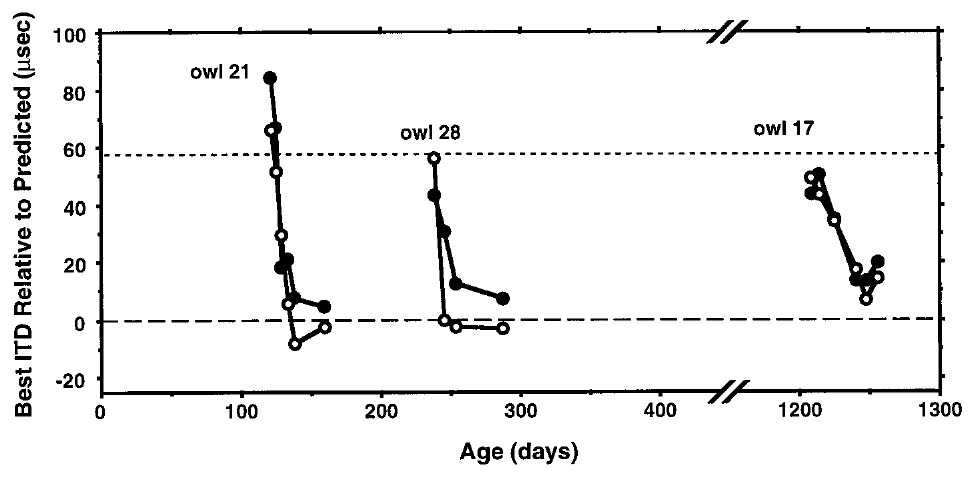 Best ITD Relative to Predicted (μsec)
100
80
60
40
20
0
-20
owl 21
owl 28
owl 17
0 100 200 300 400 1200 1300
Age (days)